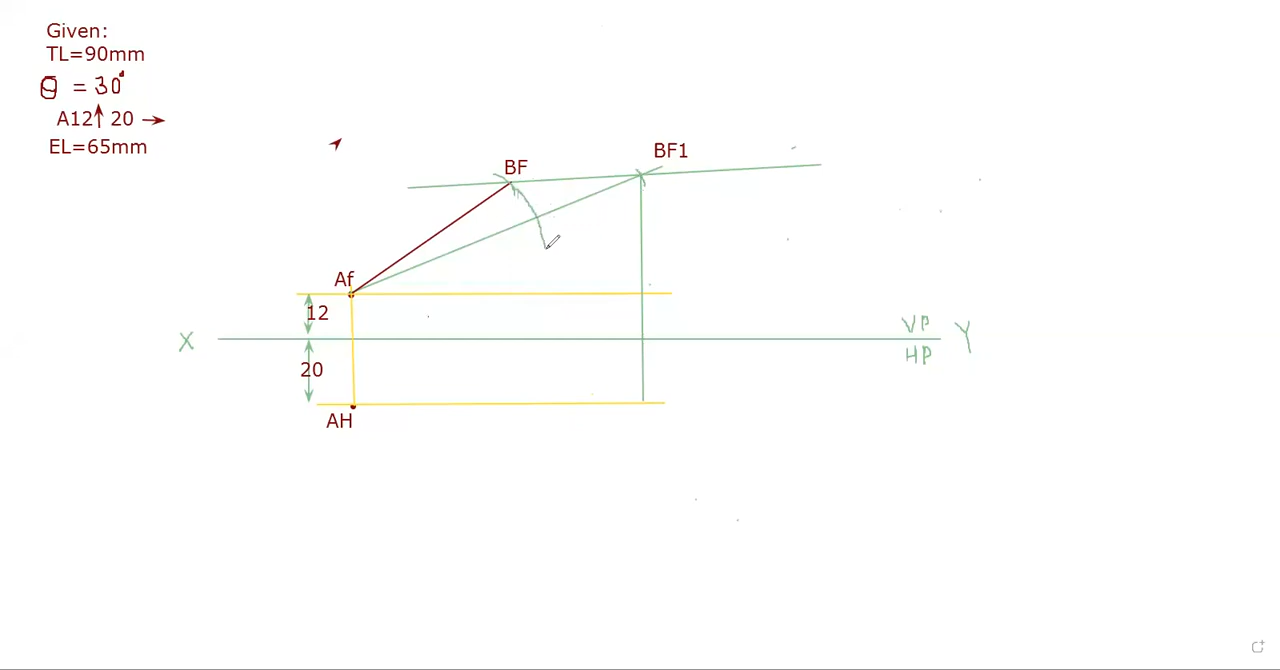 Given:
TL=90mm
θ = 30°
A12↑ 20 →
EL=65mm
BF
BF1
Af
12
X
VP
HP
Y
20
AH